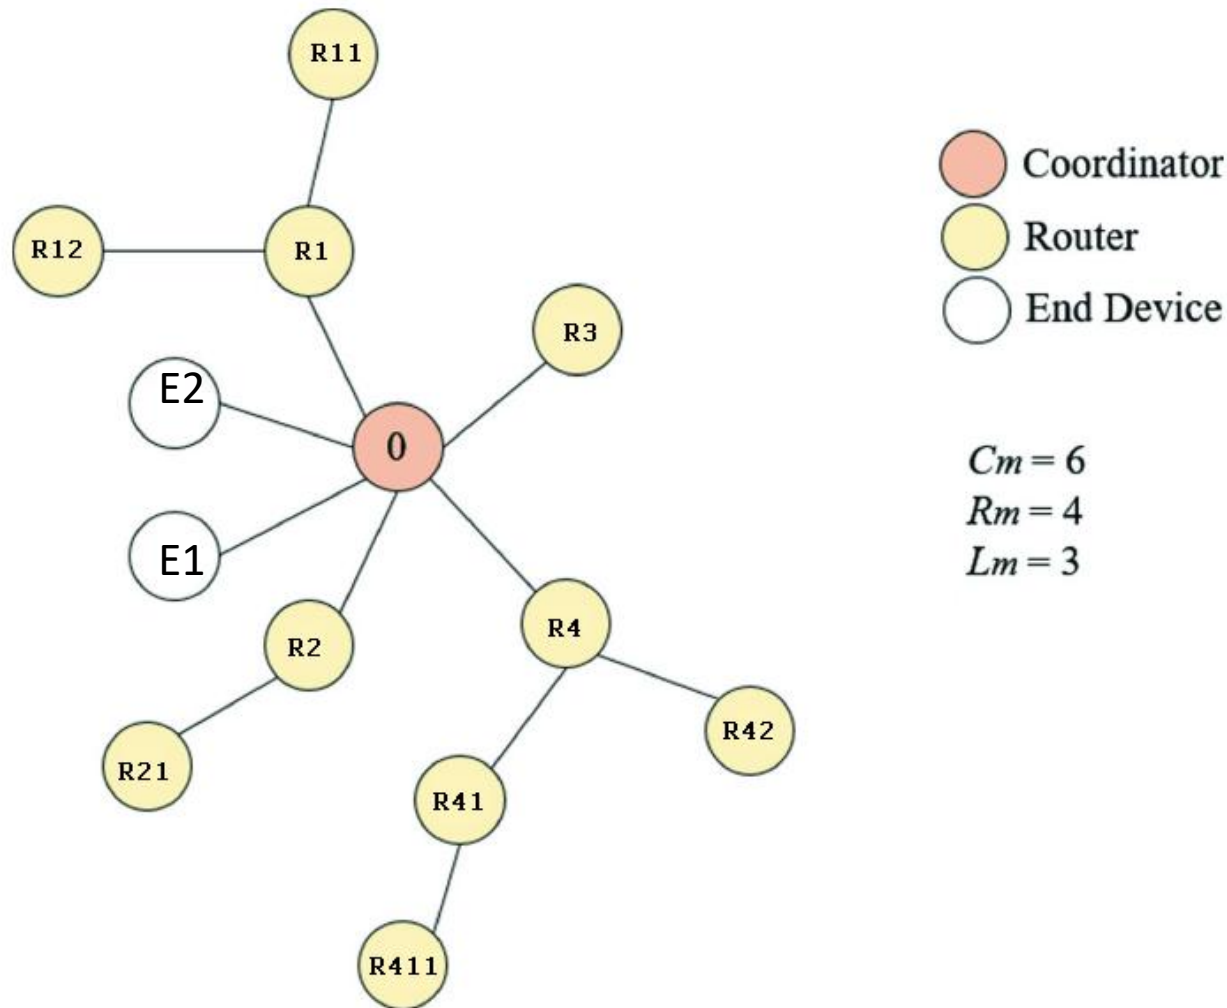 R11
Coordinator
Router
End Device
R12
R1
R3
E2
0
Cm = 6
Rm = 4
Lm = 3
E1
R2
R4
R21
R42
R41
R411